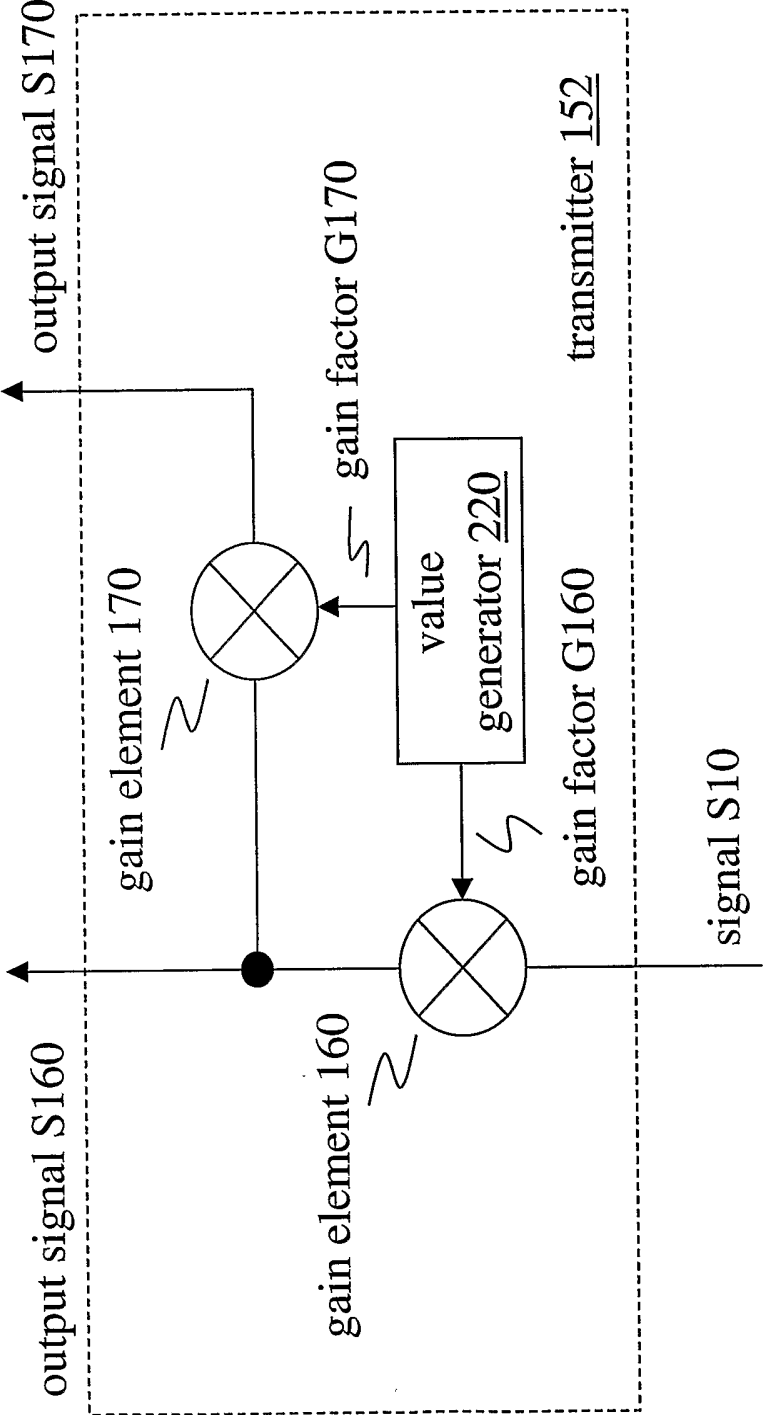 output signal S160
output signal S170
gain element 170
gain element 160
gain factor G170
value
generator 220
gain factor G160
transmitter 152
signal S10